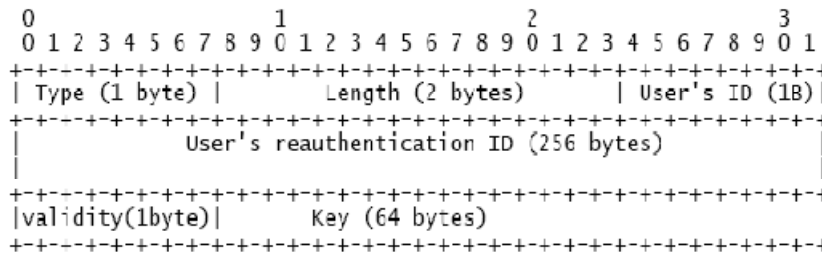 0                   1                   2                   3
0 1 2 3 4 5 6 7 8 9 0 1 2 3 4 5 6 7 8 9 0 1 2 3 4 5 6 7 8 9 0 1
+-+-+-+-+-+-+-+-+-+-+-+-+-+-+-+-+-+-+-+-+-+-+-+-+-+-+-+-+-+-+-+-+
| Type (1 byte) | Length (2 bytes) | User's ID (1B)|
+-+-+-+-+-+-+-+-+-+-+-+-+-+-+-+-+-+-+-+-+-+-+-+-+-+-+-+-+-+-+-+-+
| User's reauthentication ID (256 bytes) |
| |
+-+-+-+-+-+-+-+-+-+-+-+-+-+-+-+-+-+-+-+-+-+-+-+-+-+-+-+-+-+-+-+-+
|validity(1byte)| Key (64 bytes)
+-+-+-+-+-+-+-+-+-+-+-+-+-+-+-+-+-+-+-+-+-+-+-+-+-+-+-+-+-+-+-+-+